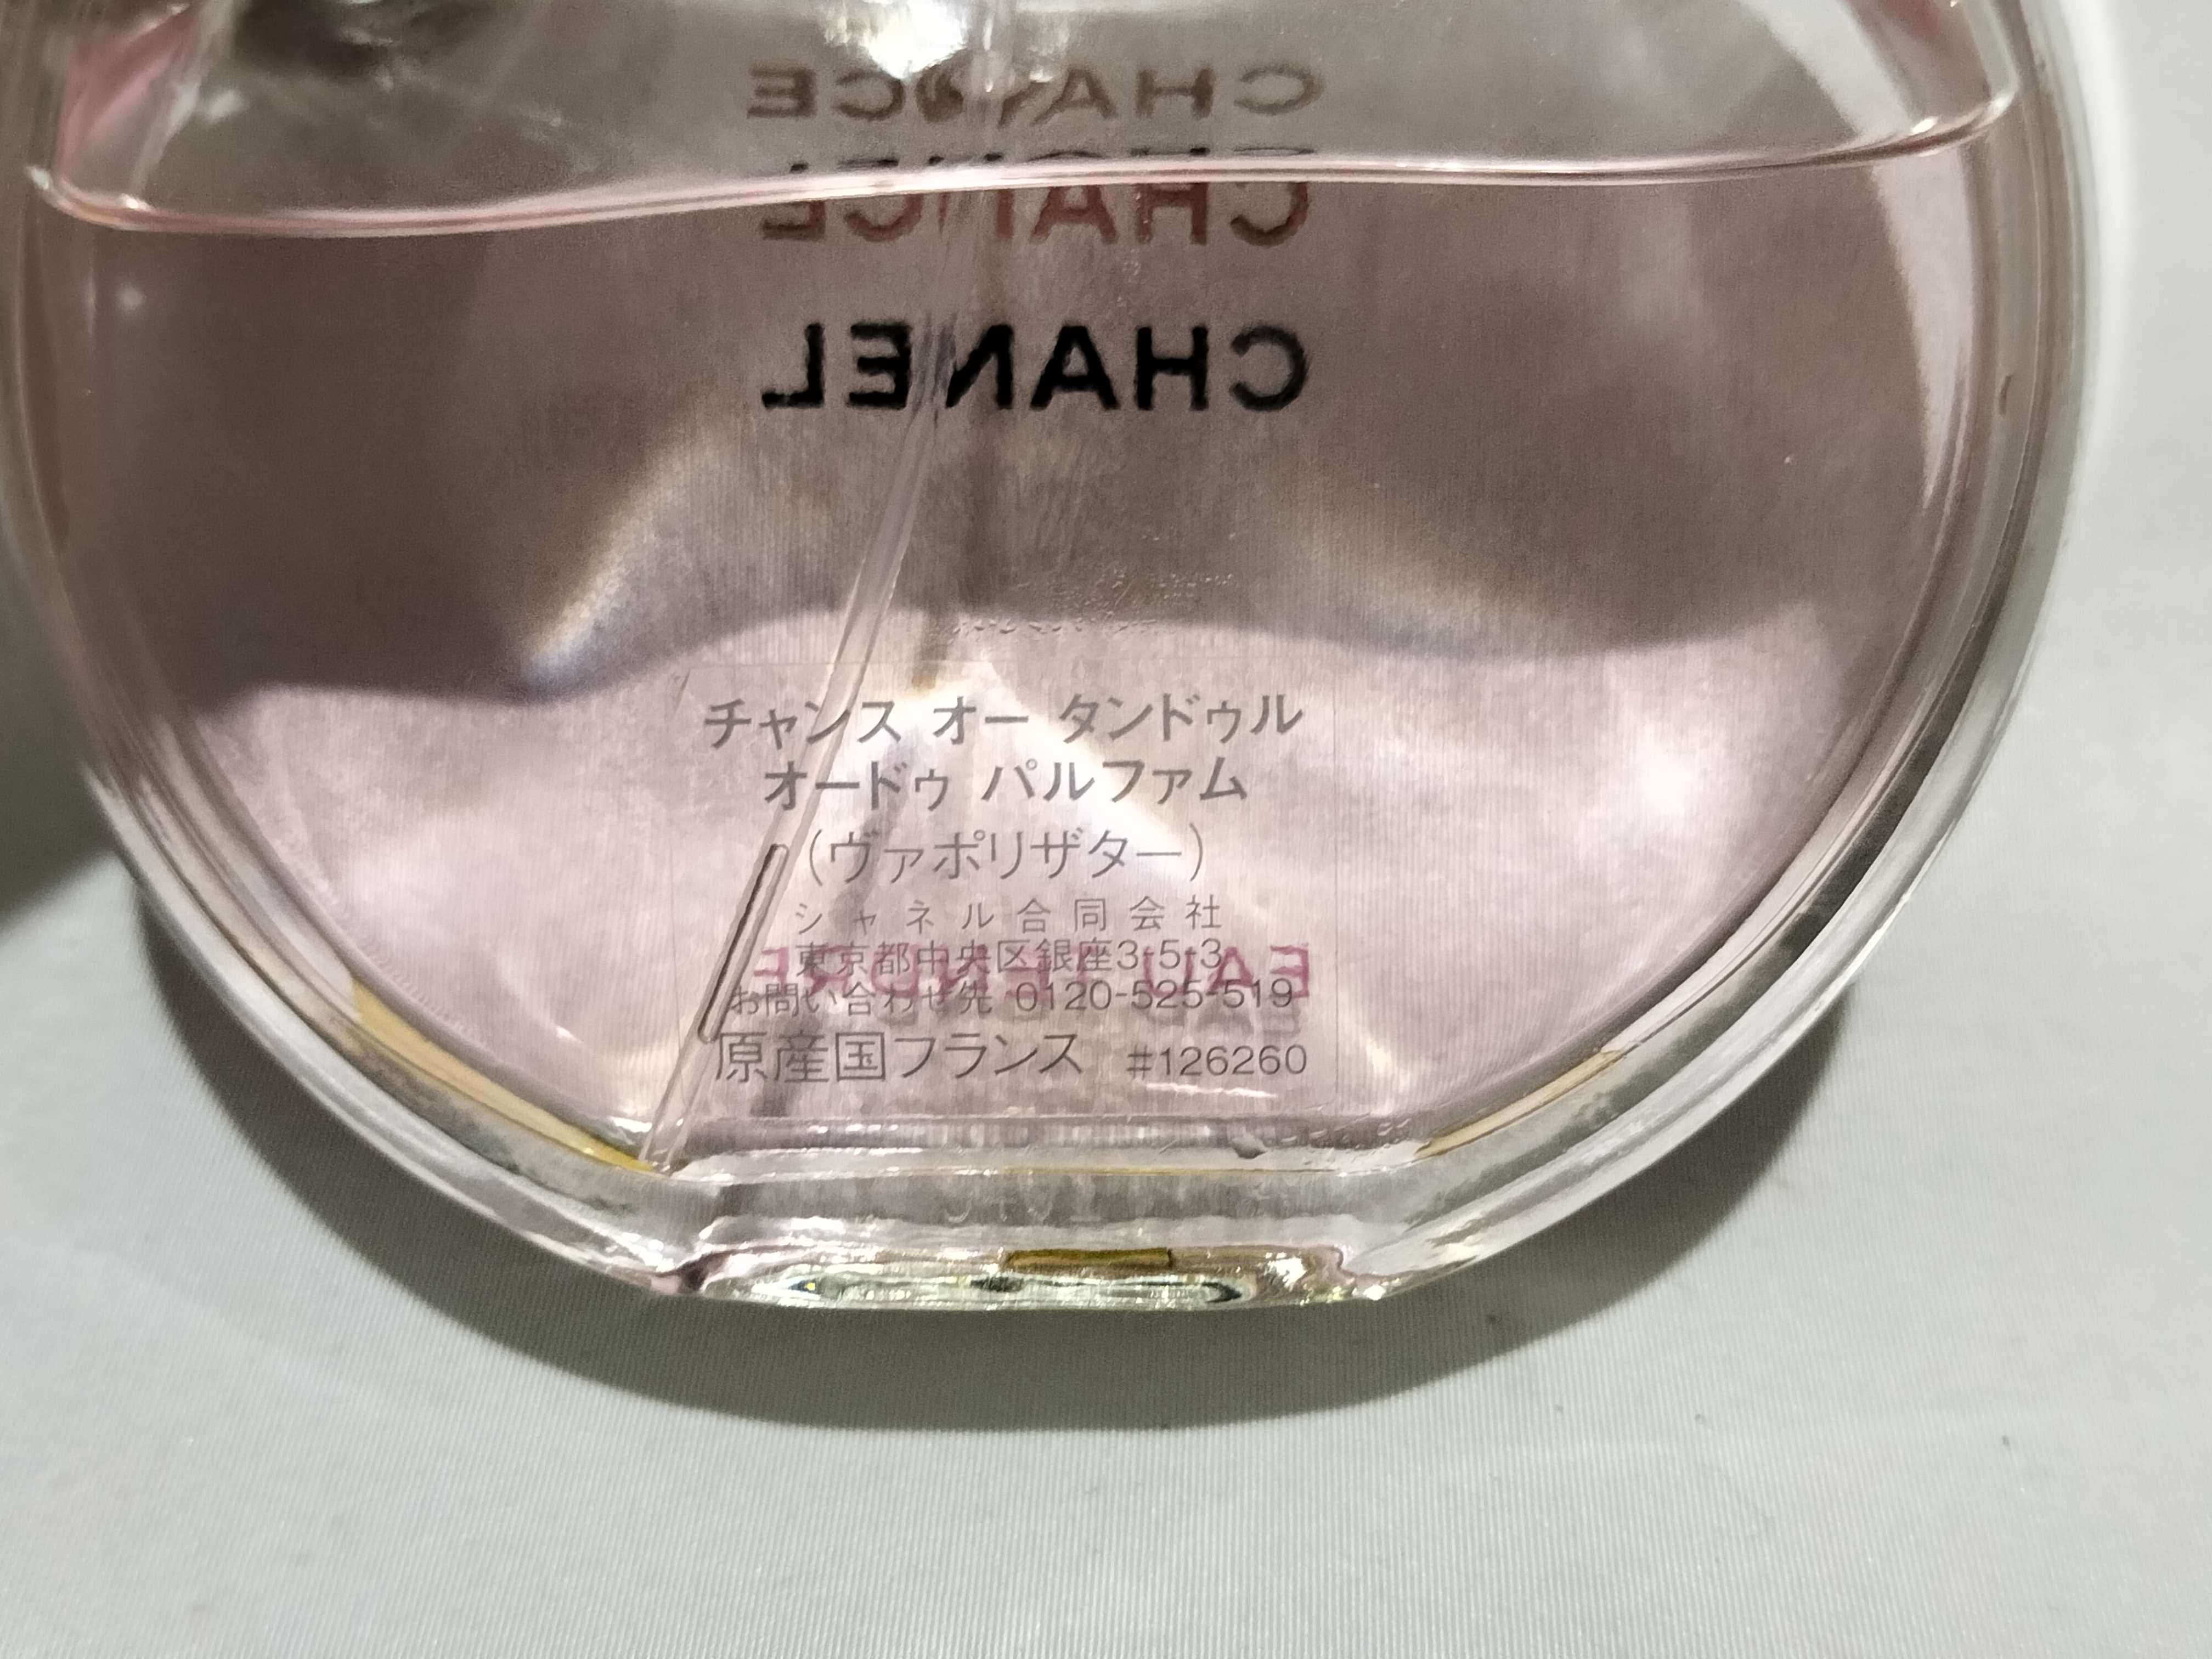 CHANCE
CHANCE
CHANEL
チャンス オー タンドゥル
オードゥ パルファム
(ヴァポリザター)
シャネル合同会社
東京都中央区銀座3-5-3
EAU TENDRE
お問い合わせ先 0120-525-519
原産国フランス #126260